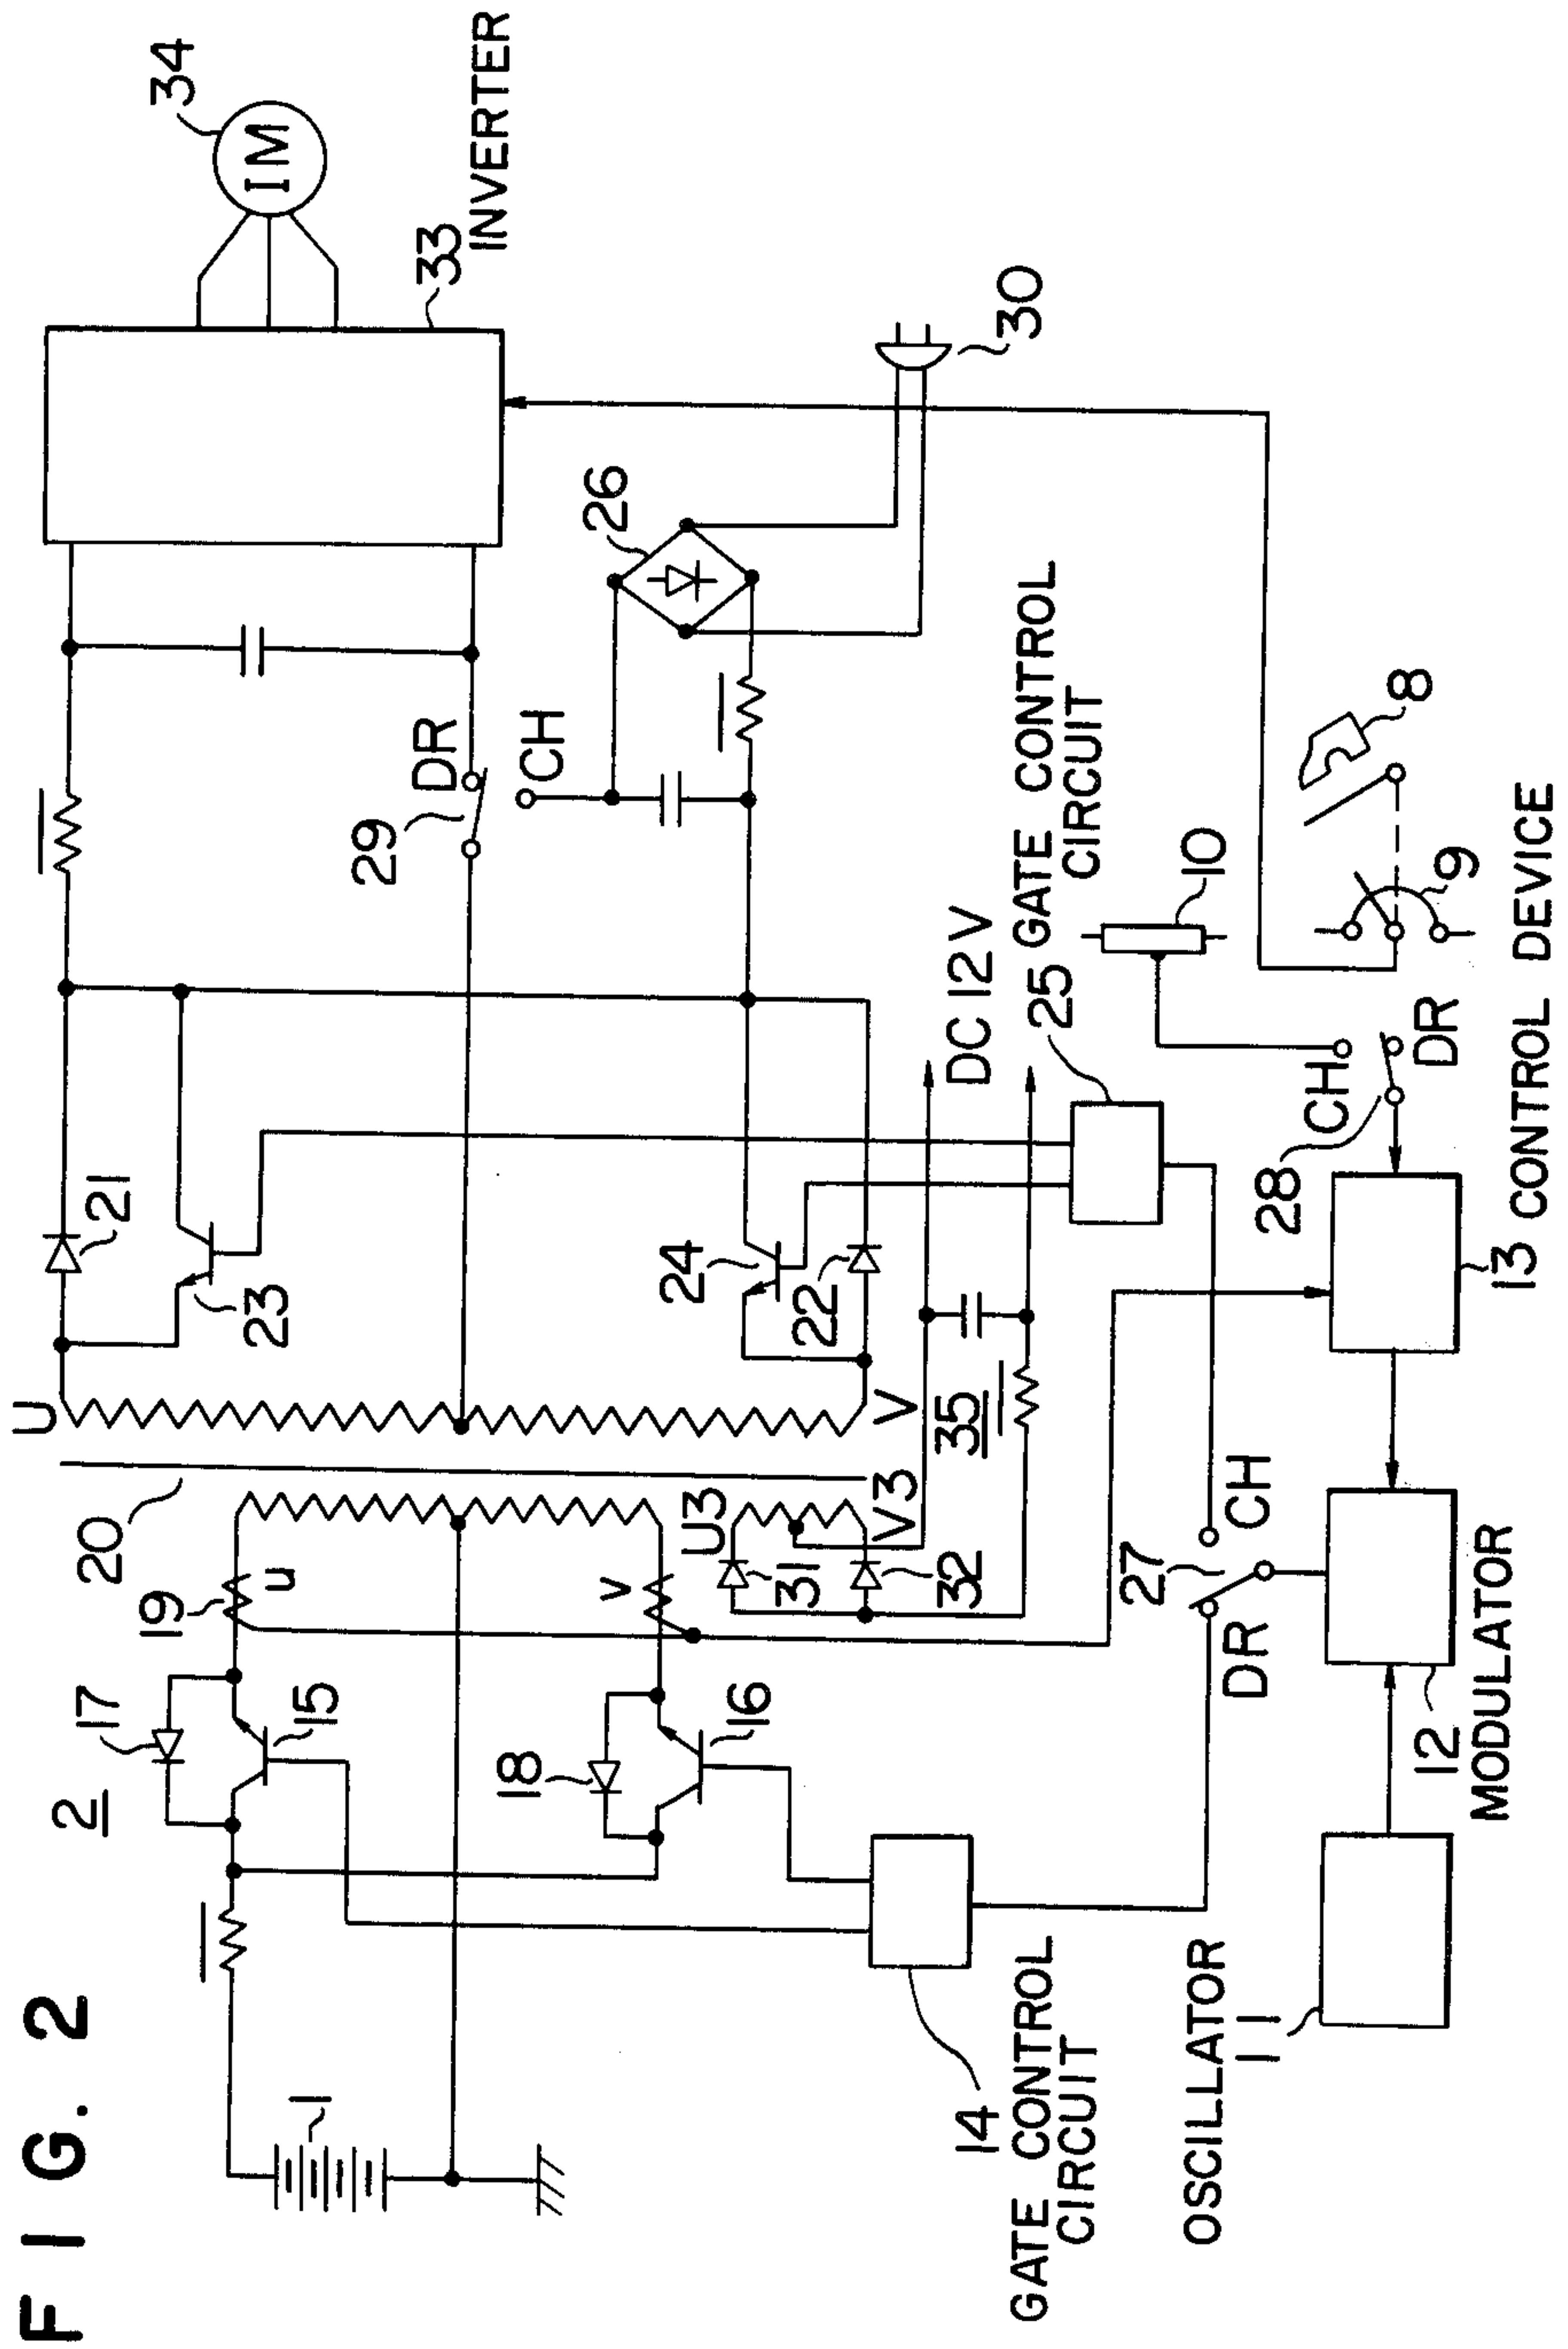 FIG. 2
2
1
17
15
18
16
19
u
v
20
U
V
U3
V3
31
32
35
21
23
24
22
DC 12V
29
DR
CH
26
30
33
INVERTER
34
IM
14
GATE CONTROL
CIRCUIT
25 GATE CONTROL
CIRCUIT
27
DR
CH
OSCILLATOR
11
12
MODULATOR
13 CONTROL DEVICE
28
CH
DR
10
9
8